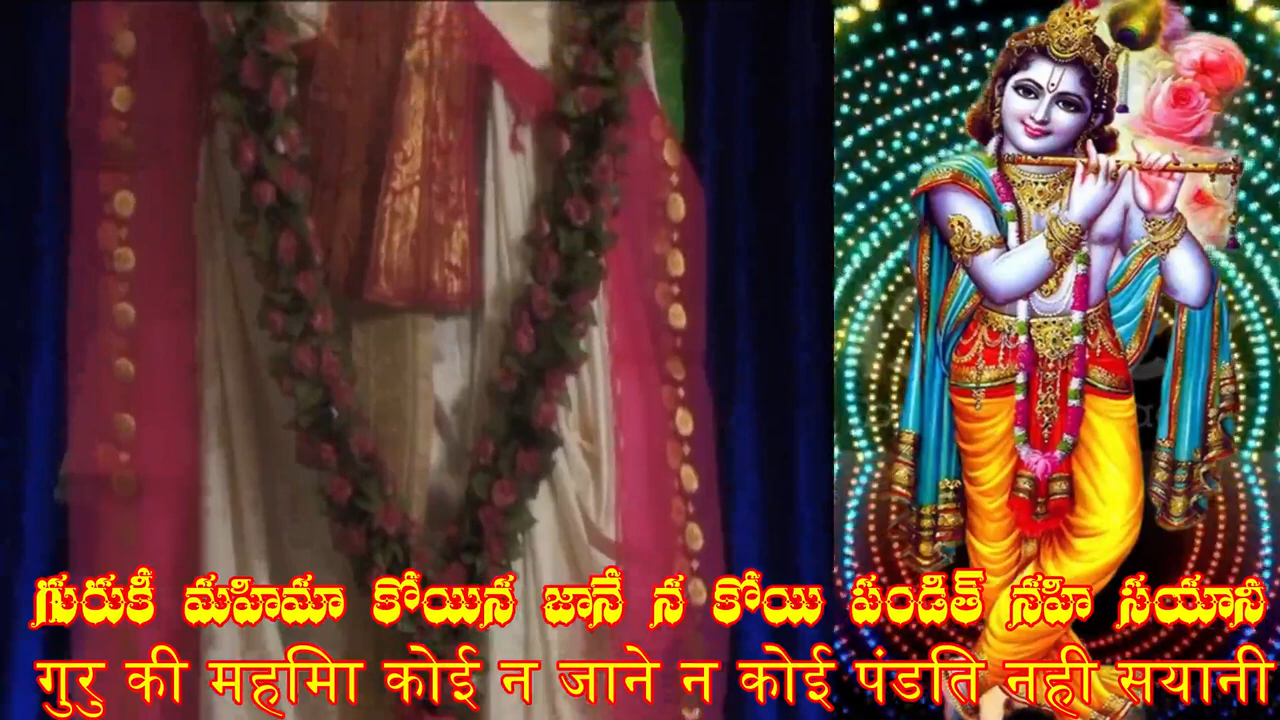 గురుకీ మహిమా కోయిన జానే న కోయి పండిత్ నహి సయానీ
गुरु की महमिा कोई न जाने न कोई पंडति नही सयानी